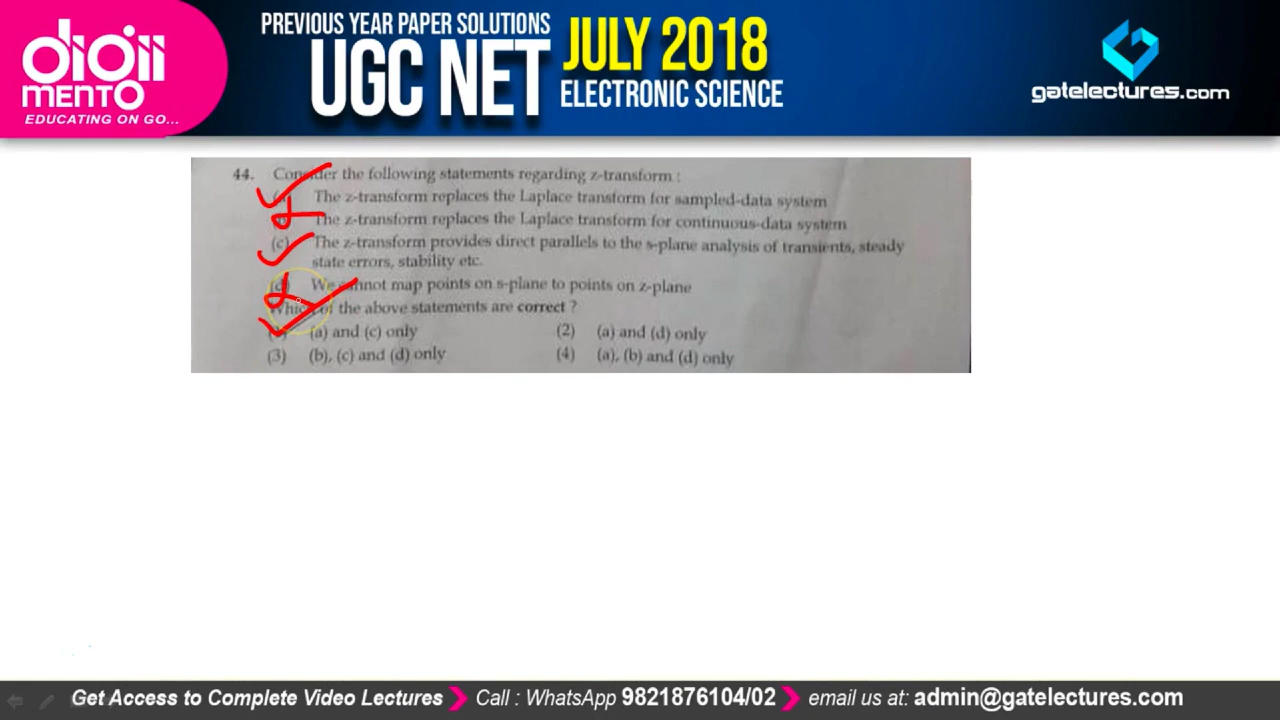 digii
mento
EDUCATING ON GO...
PREVIOUS YEAR PAPER SOLUTIONS
UGC NET
JULY 2018
ELECTRONIC SCIENCE
gatelectures.com
44. Consider the following statements regarding z-transform :
The z-transform replaces the Laplace transform for sampled-data system
The z-transform replaces the Laplace transform for continuous-data system
(c) The z-transform provides direct parallels to the s-plane analysis of transients, steady
state errors, stability etc.
(d) We cannot map points on s-plane to points on z-plane
Which of the above statements are correct ?
(a) and (c) only (2) (a) and (d) only
(3) (b), (c) and (d) only (4) (a), (b) and (d) only
Get Access to Complete Video Lectures Call : WhatsApp 9821876104/02 email us at: admin@gatelectures.com